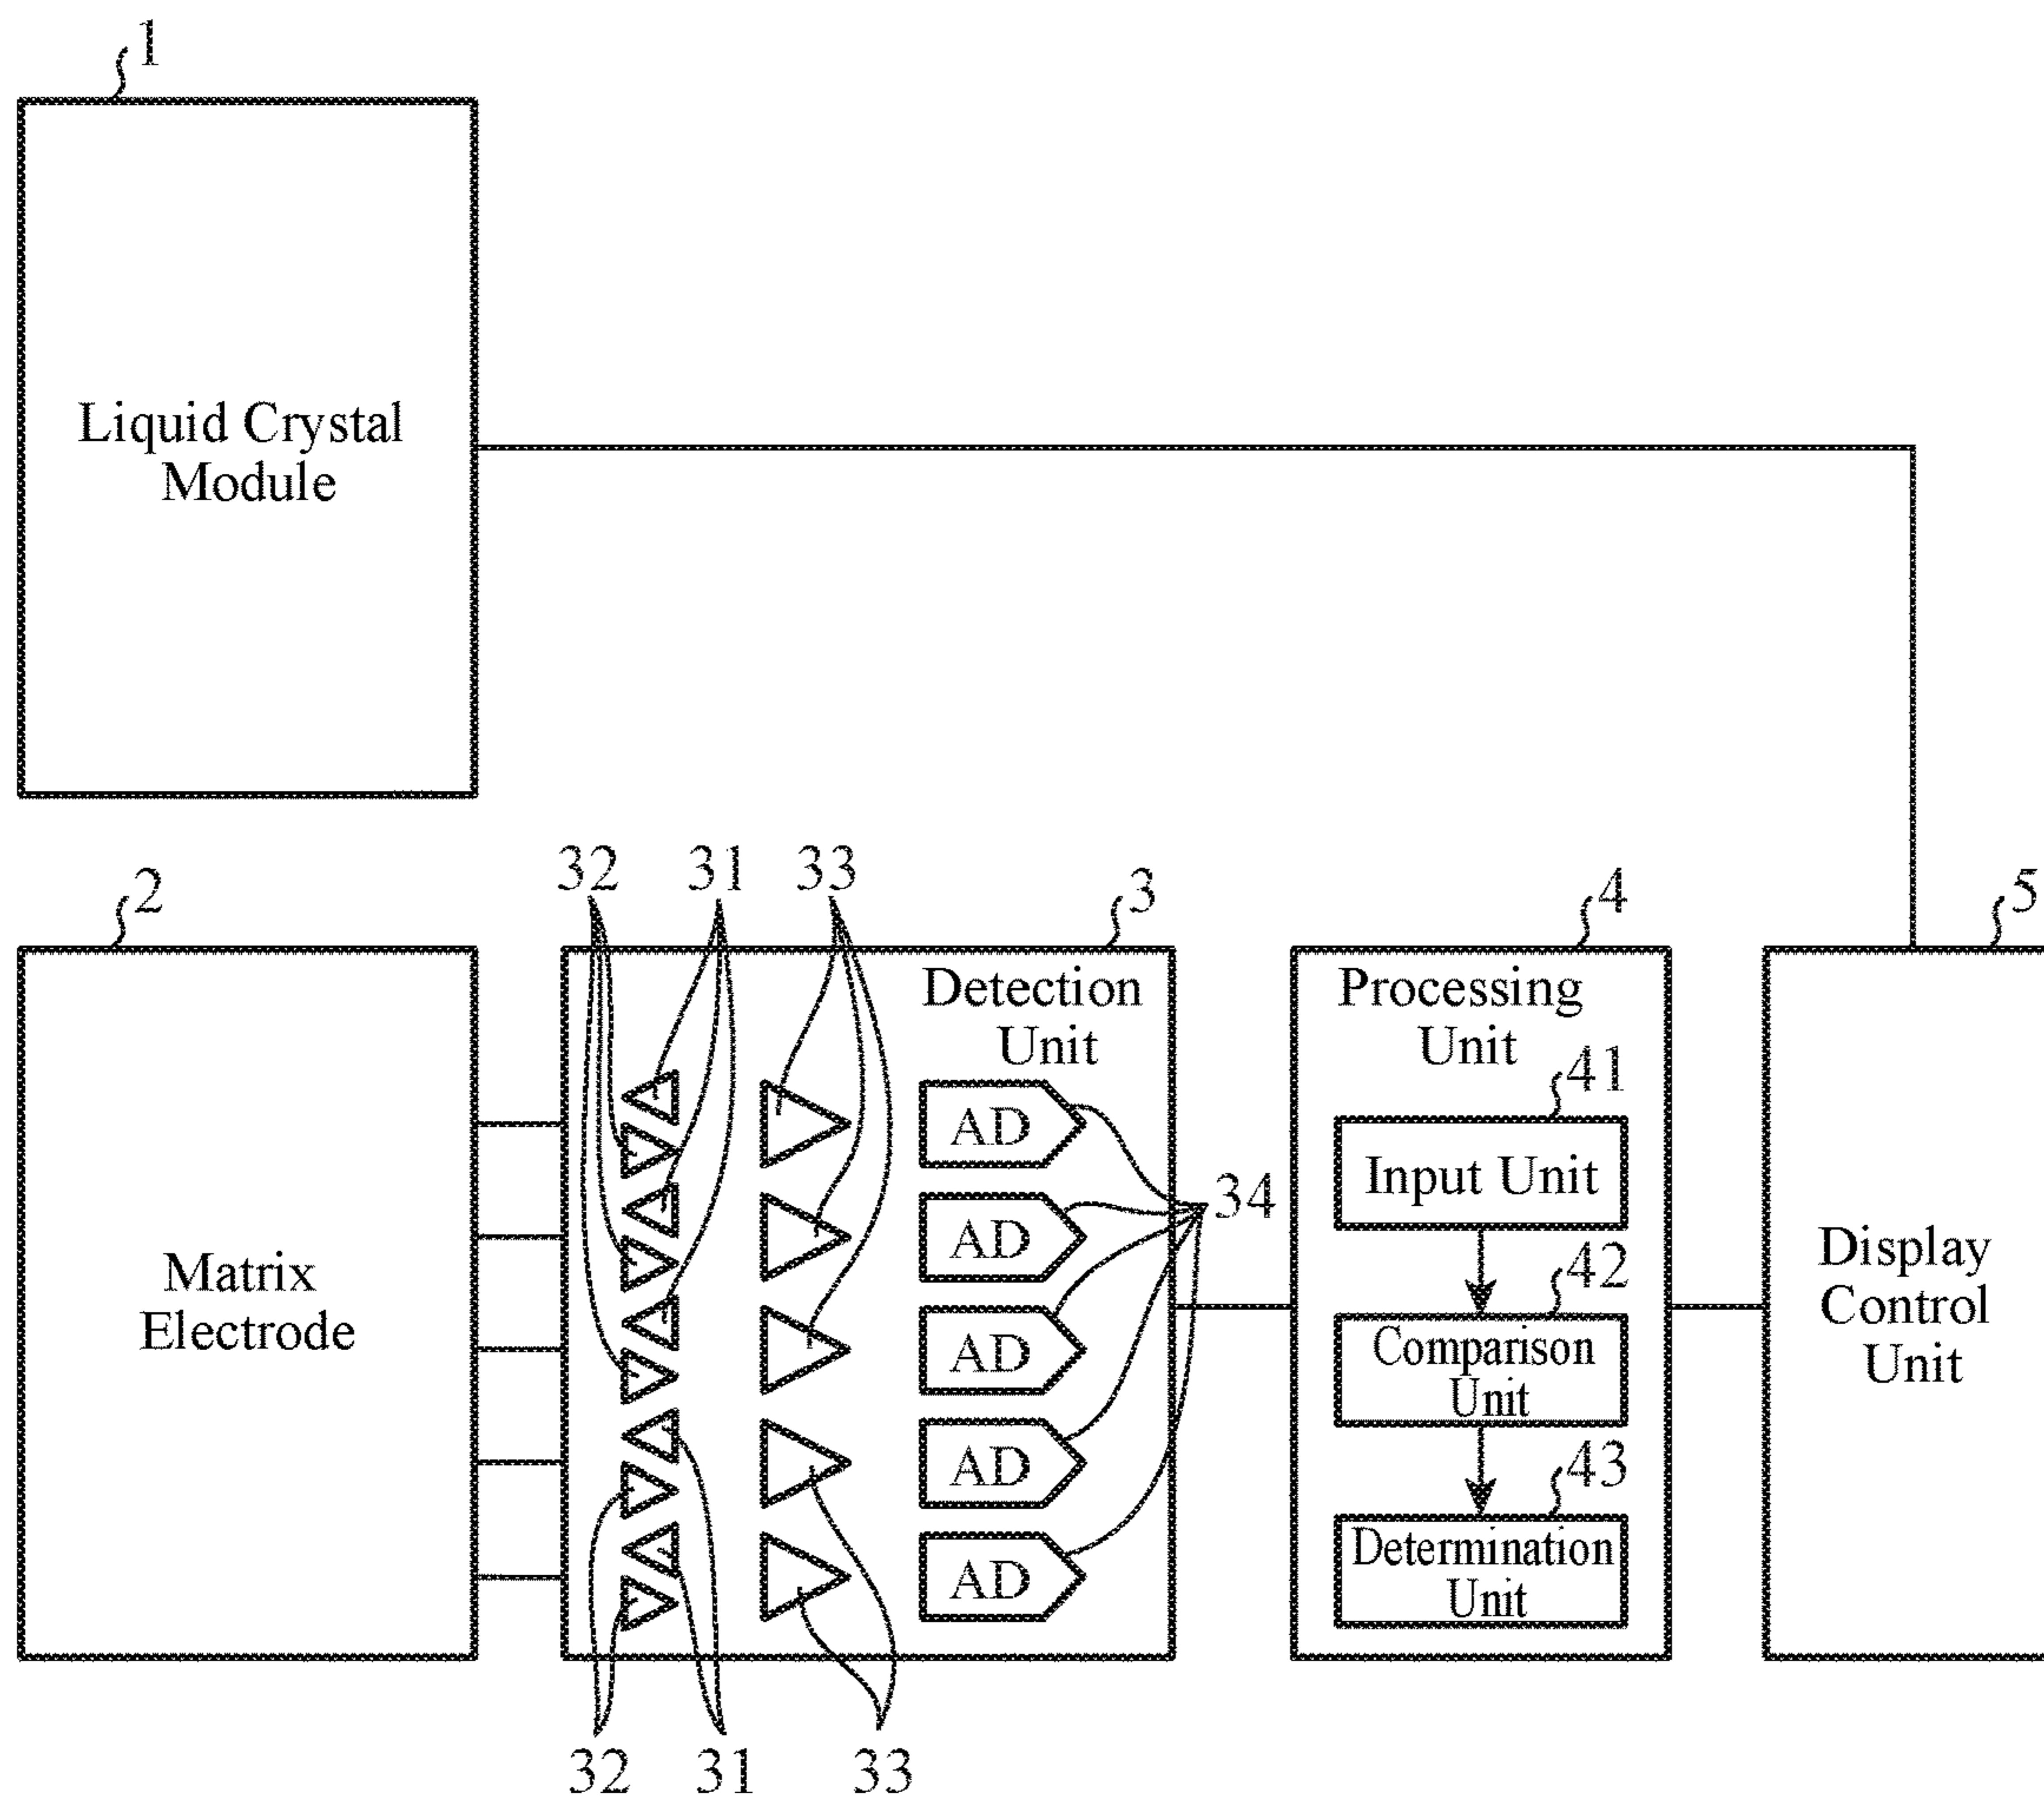 1
Liquid Crystal
Module
2
32
31
33
3
4
5
Matrix
Electrode
Detection
Unit
AD
AD
AD
AD
AD
34
Processing
Unit
41
Input Unit
42
Comparison
Unit
43
Determination
Unit
Display
Control
Unit
32
31
33